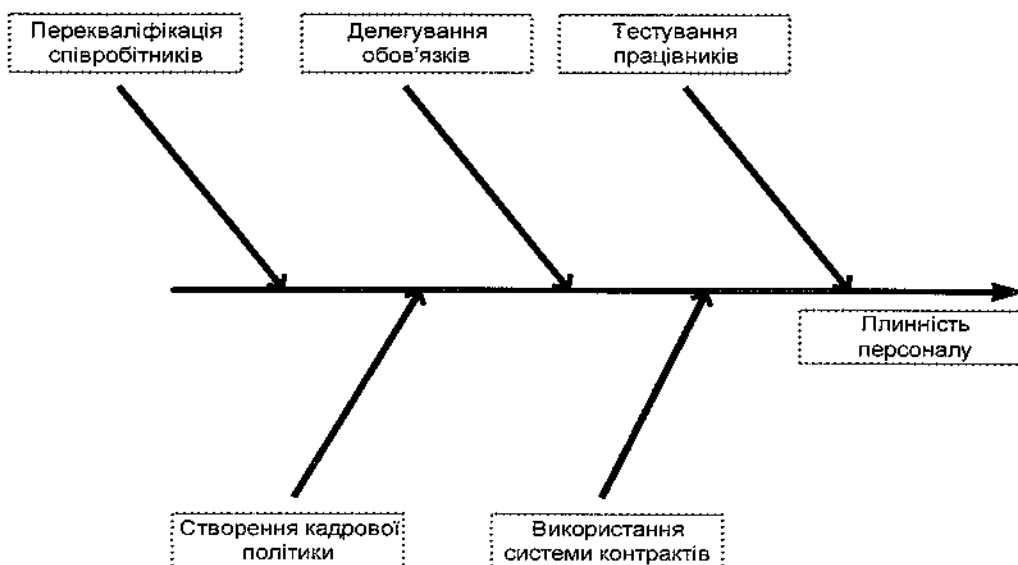 Перекваліфікація
співробітників
Делегування
обов'язків
Тестування
працівників
Плинність
персоналу
Створення кадрової
політики
Використання
системи контрактів